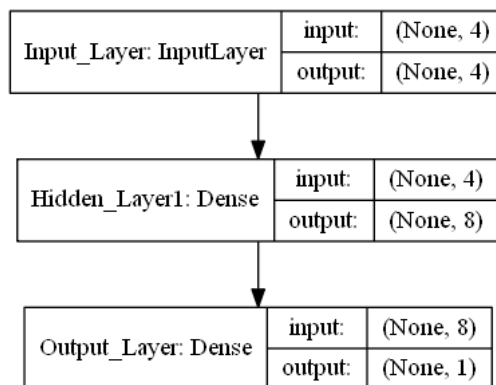 Input_Layer: InputLayer
input: (None, 4)
output: (None, 4)
Hidden_Layer1: Dense
input: (None, 4)
output: (None, 8)
Output_Layer: Dense
input: (None, 8)
output: (None, 1)